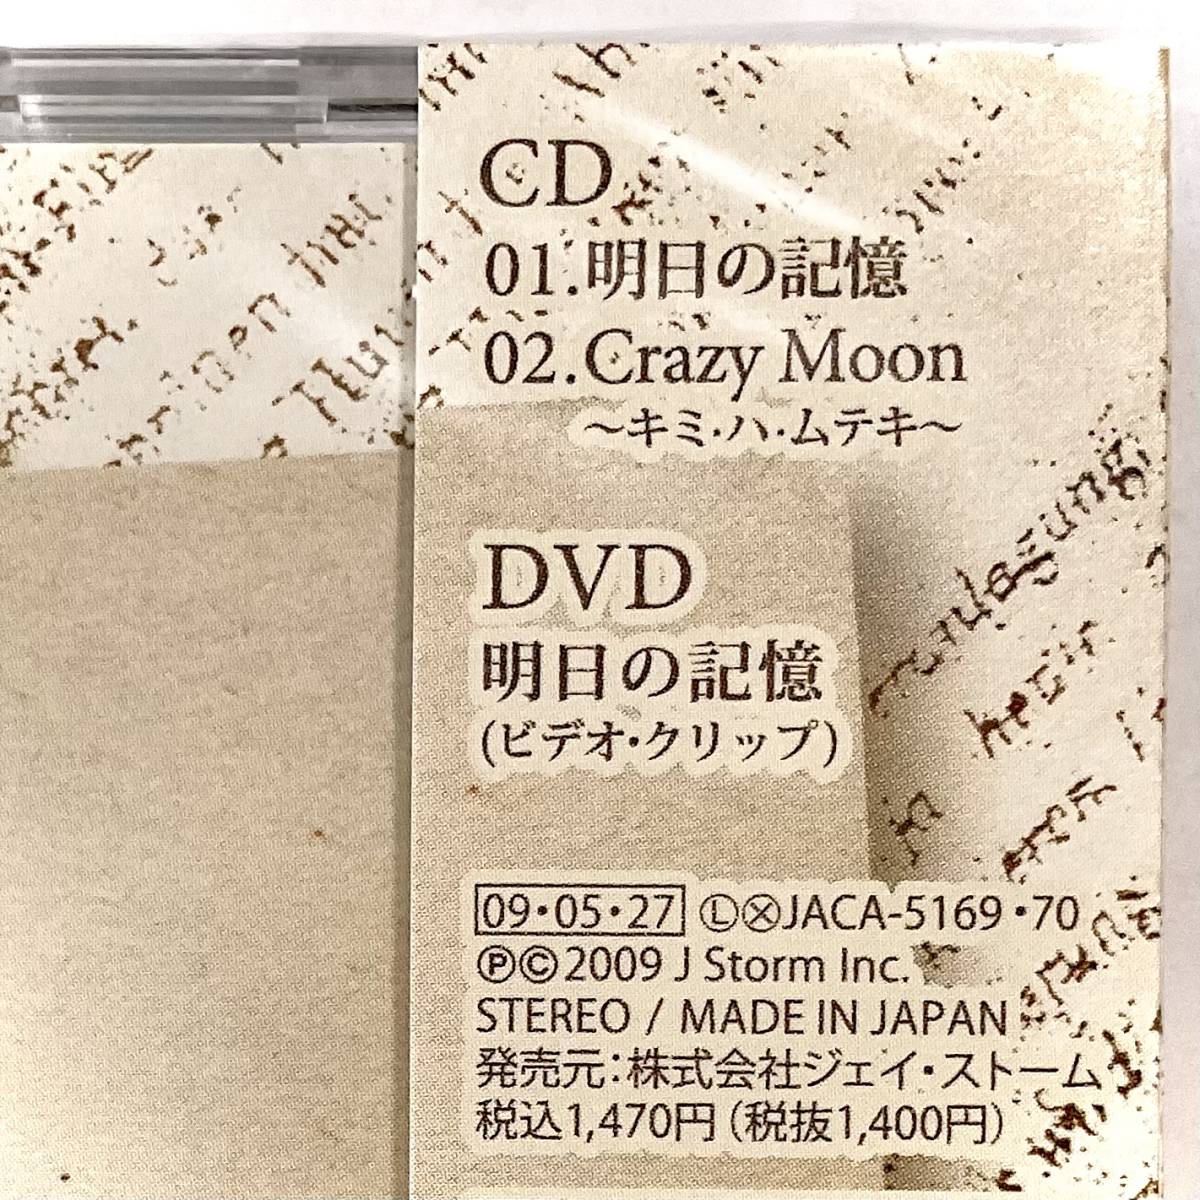 CD
01.明日の記憶
02.Crazy Moon
～キミ・ハ・ムテキ～
DVD
明日の記憶
(ビデオ・クリップ)
09・05・27 ⓁⓍJACA-5169・70
Ⓟ©2009 J Storm Inc.
STEREO / MADE IN JAPAN
発売元:株式会社ジェイ・ストーム
税込1,470円(税抜1,400円)